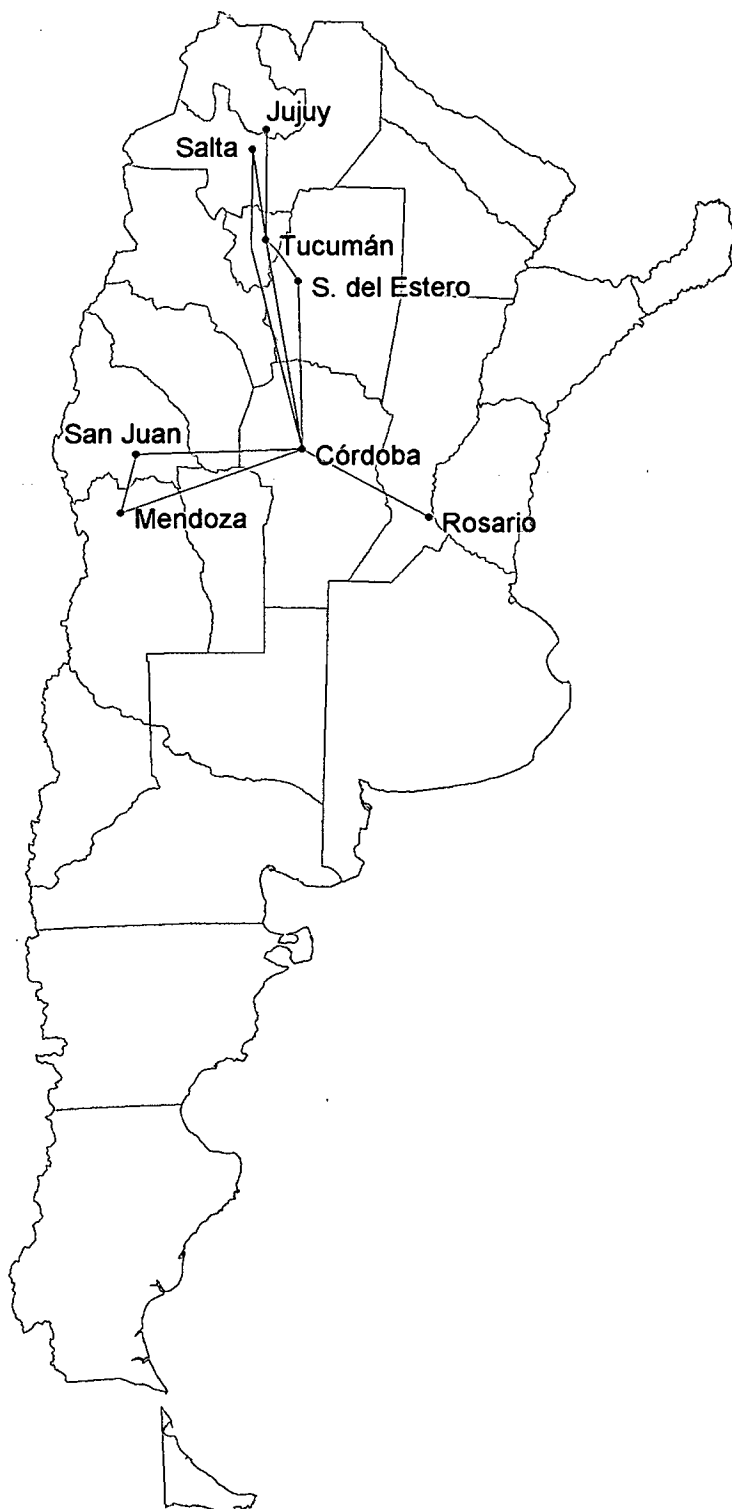 Jujuy
Salta
Tucumán
S. del Estero
San Juan
Córdoba
Mendoza
Rosario